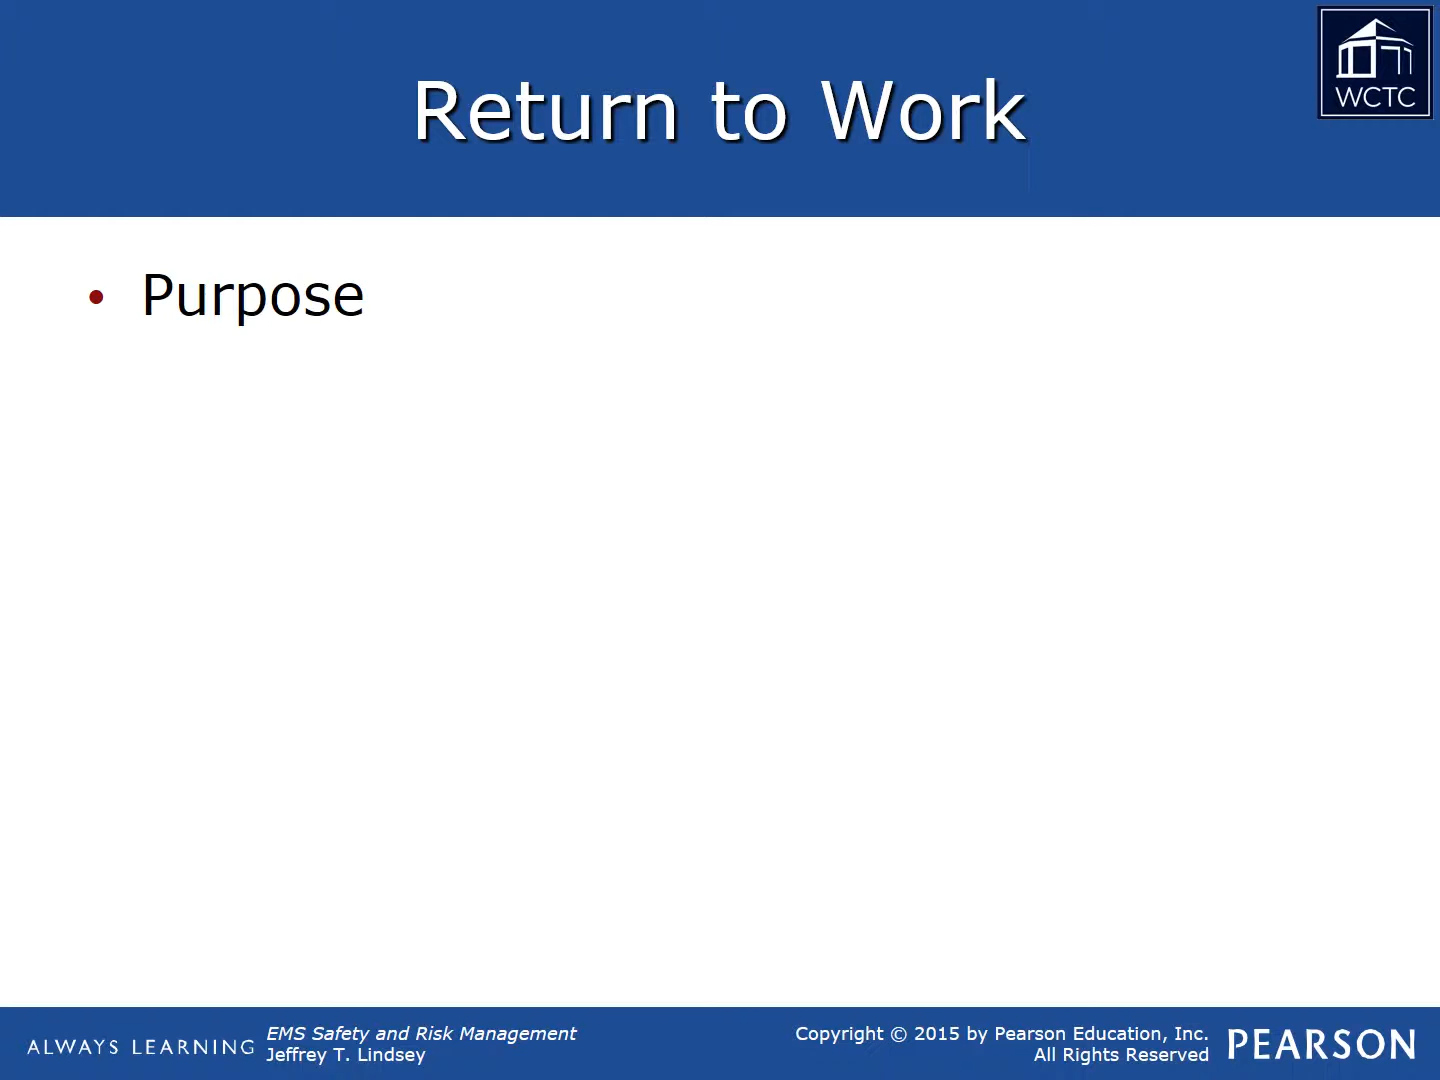 WCTC
Return to Work
• Purpose
ALWAYS LEARNING
EMS Safety and Risk Management
Jeffrey T. Lindsey
Copyright © 2015 by Pearson Education, Inc.
All Rights Reserved
PEARSON